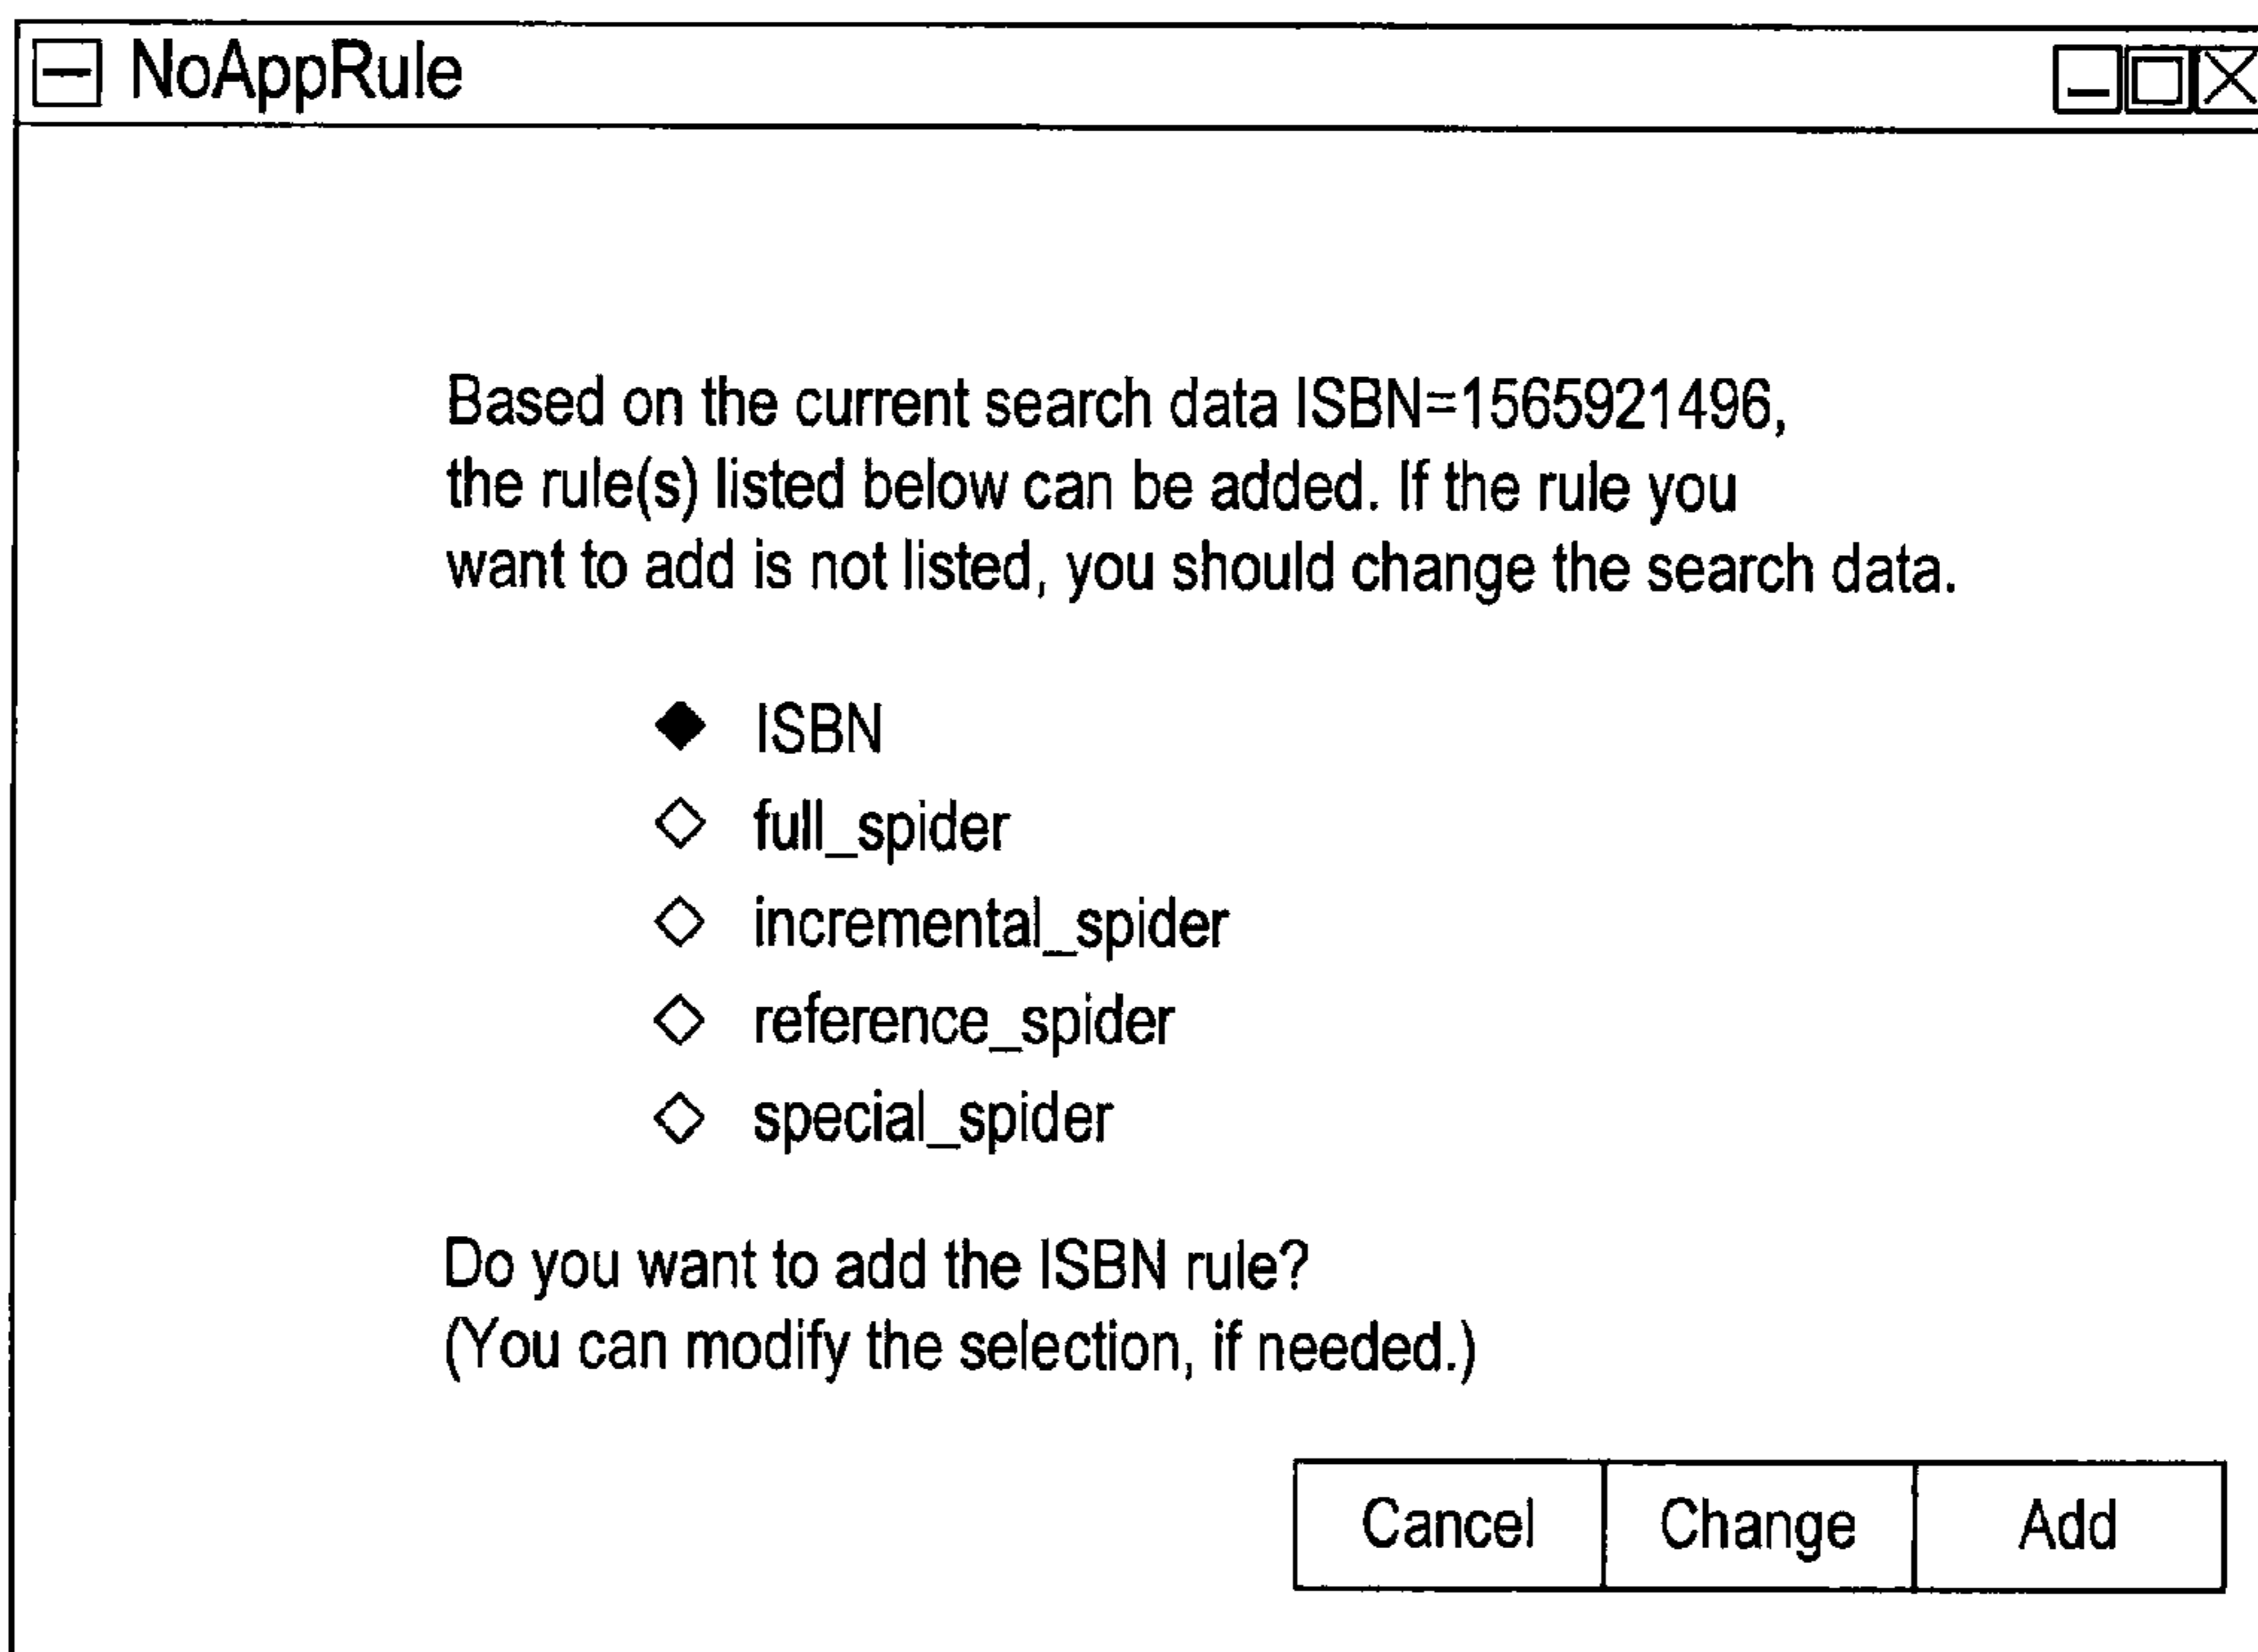 NoAppRule
Based on the current search data ISBN=1565921496,
the rule(s) listed below can be added. If the rule you
want to add is not listed, you should change the search data.
ISBN
full_spider
incremental_spider
reference_spider
special_spider
Do you want to add the ISBN rule?
(You can modify the selection, if needed.)
Cancel Change Add